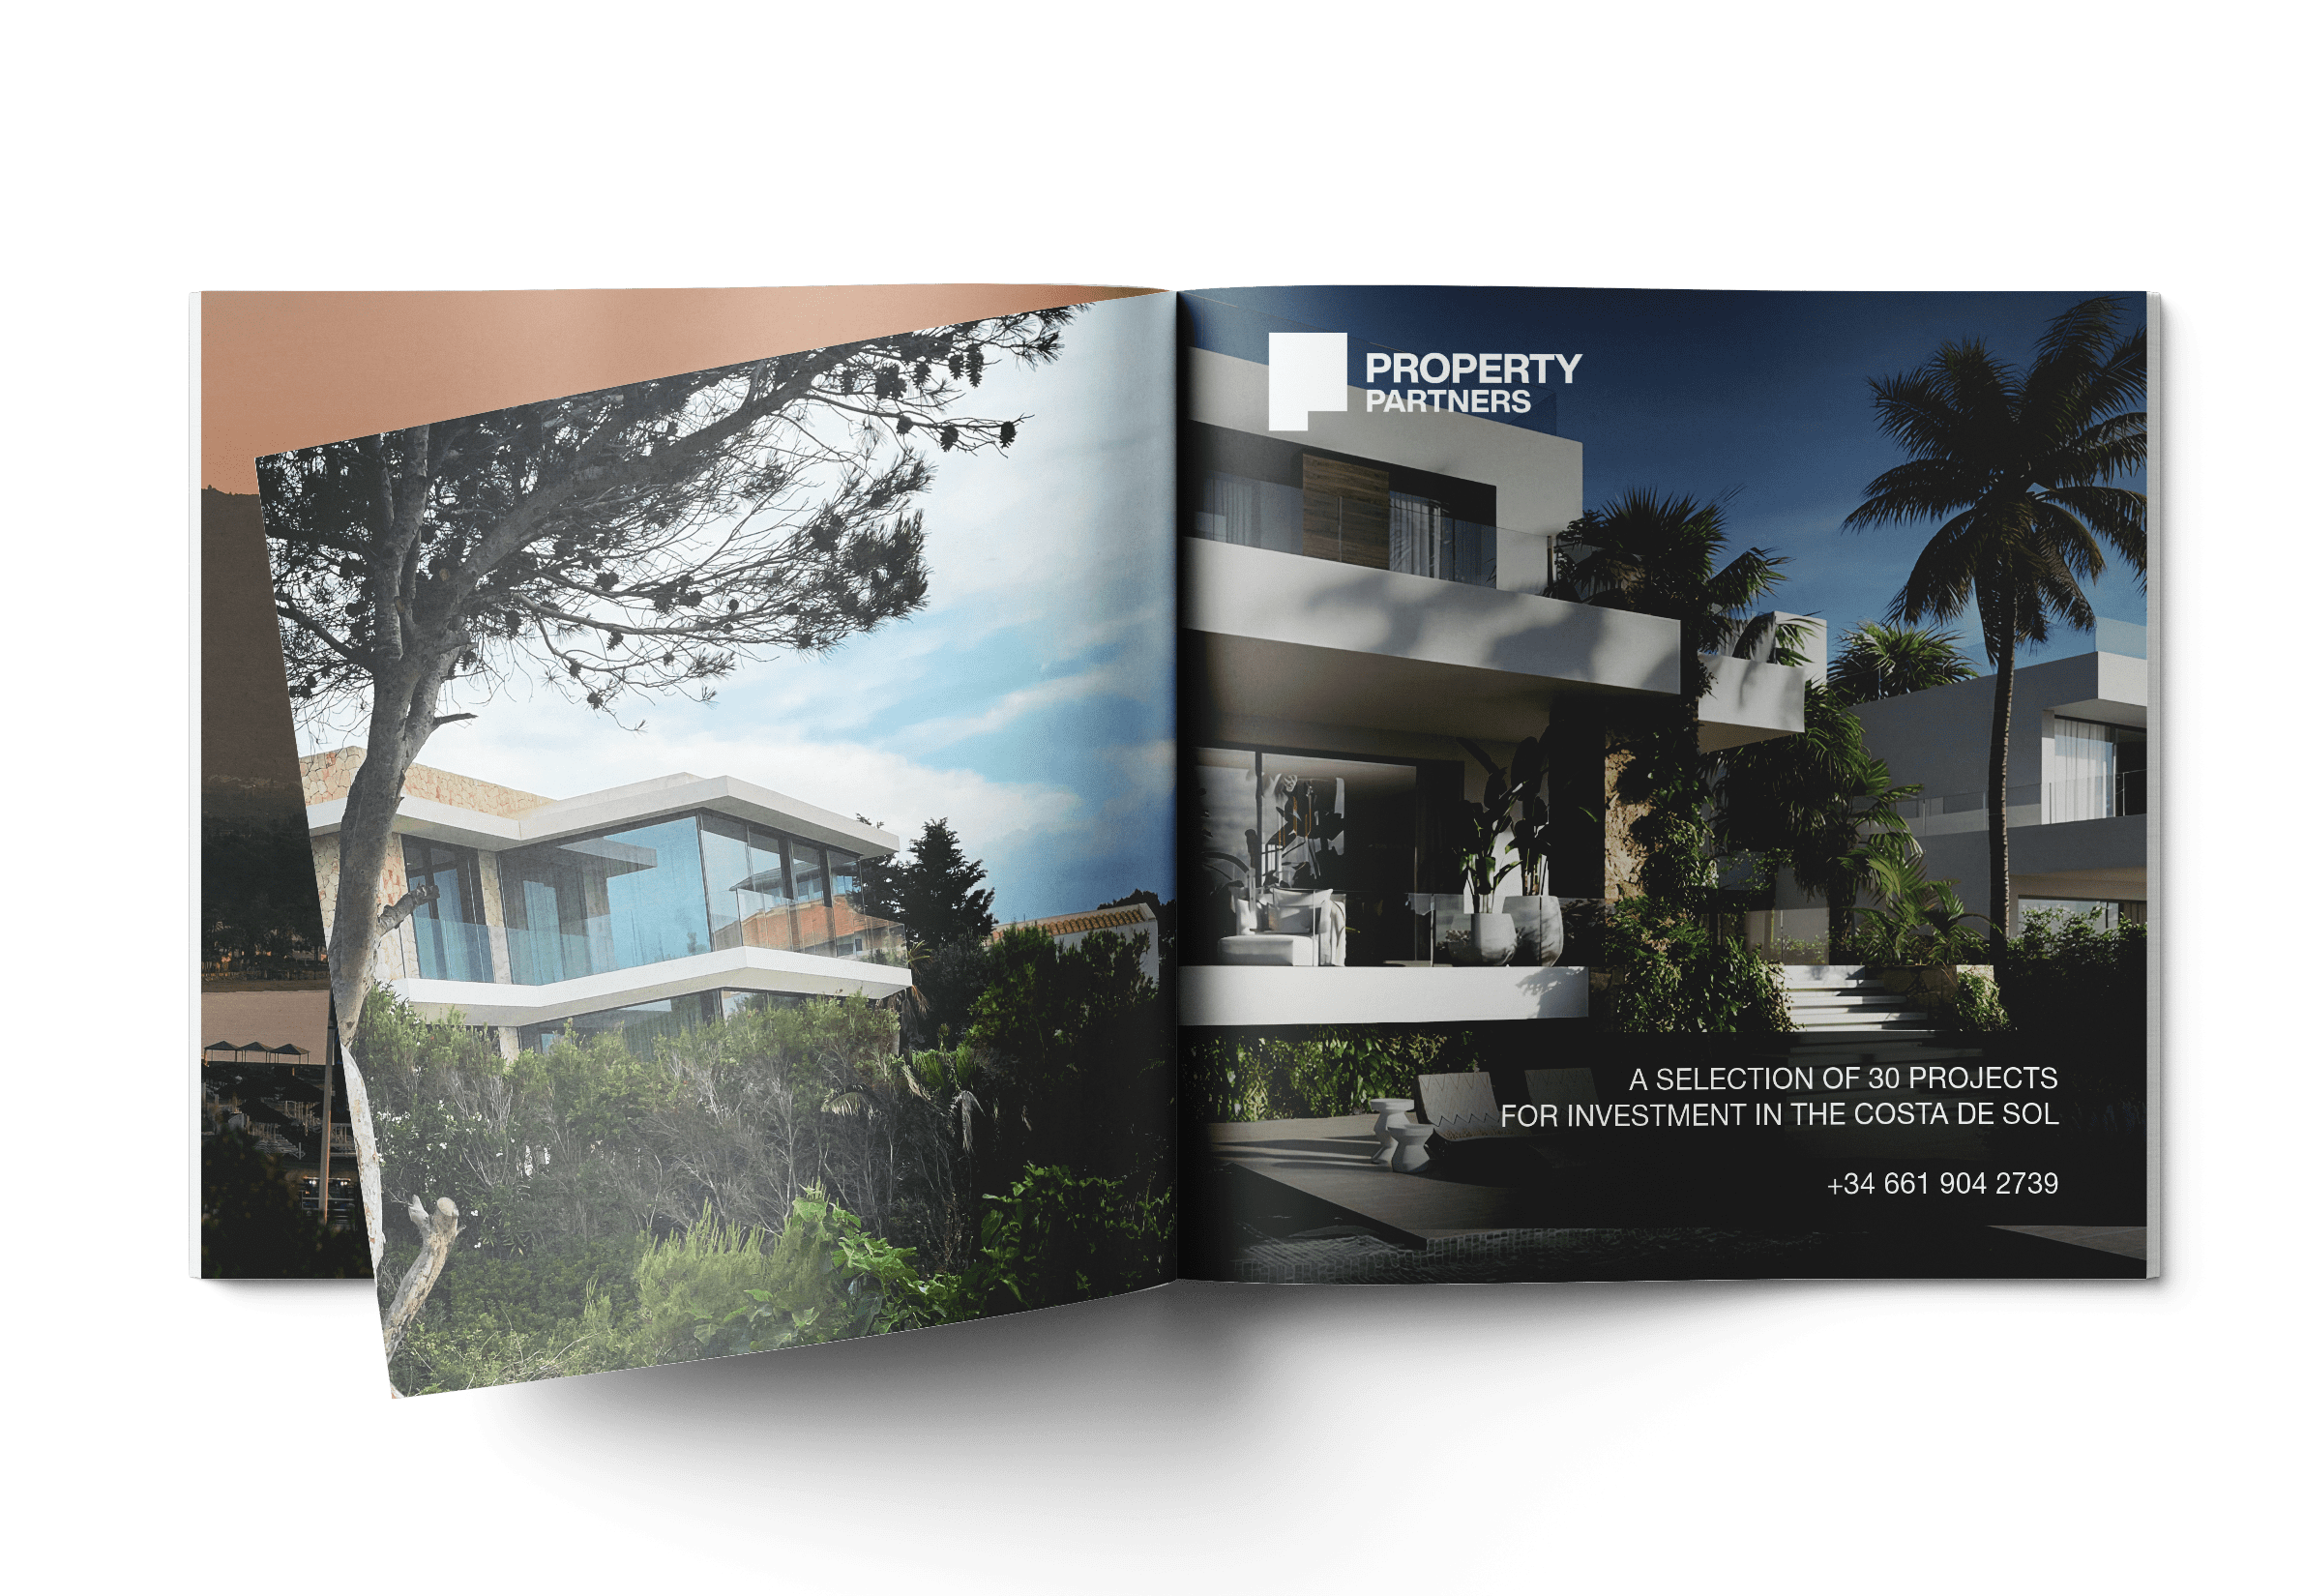 PROPERTY
PARTNERS
A SELECTION OF 30 PROJECTS
FOR INVESTMENT IN THE COSTA DE SOL
+34 661 904 2739